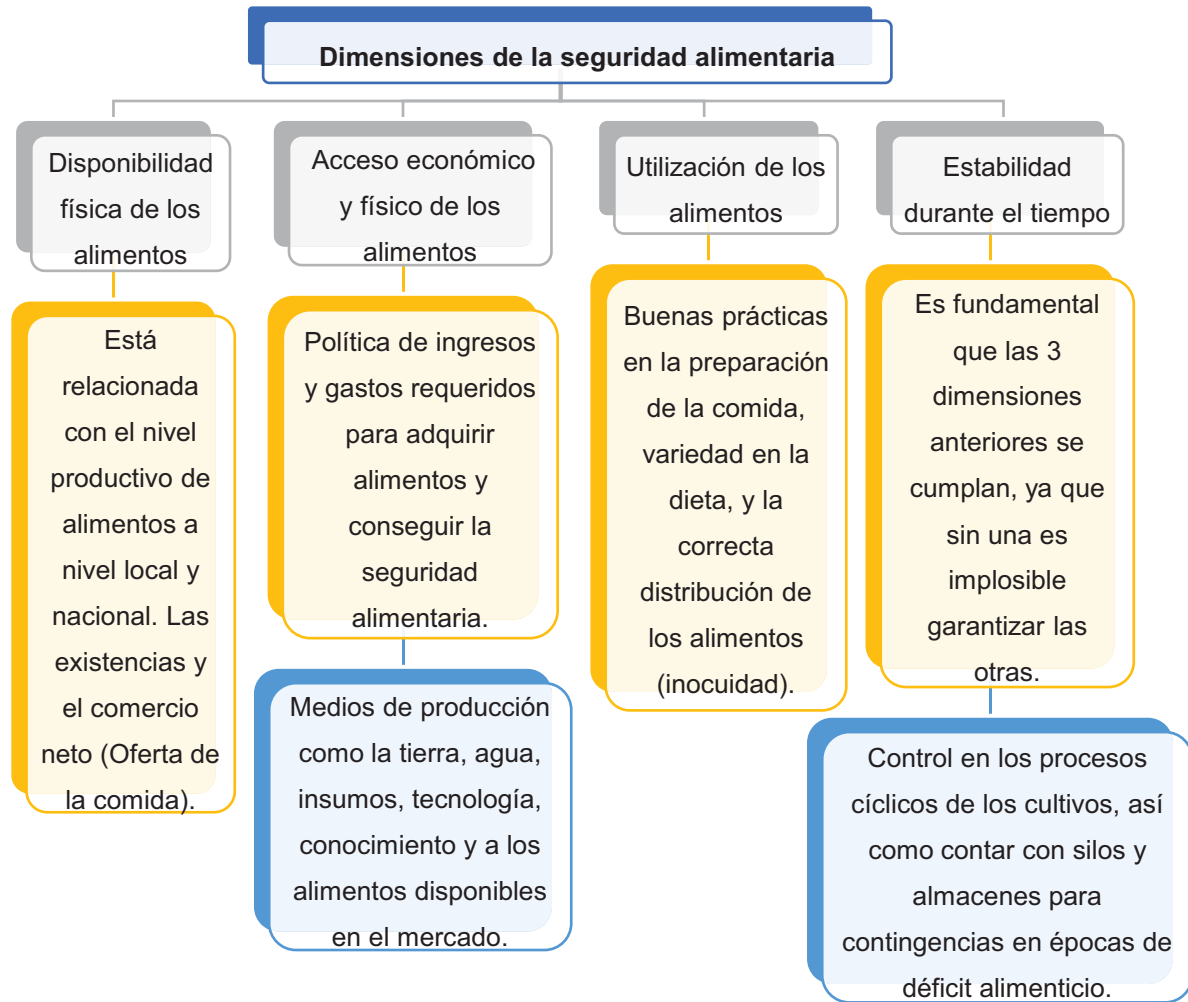 Dimensiones de la seguridad alimentaria
Disponibilidad
física de los
alimentos
Está
relacionada
con el nivel
productivo de
alimentos a
nivel local y
nacional. Las
existencias y
el comercio
neto (Oferta de
la comida).
Acceso económico
y físico de los
alimentos
Política de ingresos
y gastos requeridos
para adquirir
alimentos y
conseguir la
seguridad
alimentaria.
Medios de producción
como la tierra, agua,
insumos, tecnología,
conocimiento y a los
alimentos disponibles
en el mercado.
Utilización de los
alimentos
Buenas prácticas
en la preparación
de la comida,
variedad en la
dieta, y la
correcta
distribución de
los alimentos
(inocuidad).
Estabilidad
durante el tiempo
Es fundamental
que las 3
dimensiones
anteriores se
cumplan, ya que
sin una es
implosible
garantizar las
otras.
Control en los procesos
cíclicos de los cultivos, así
como contar con silos y
almacenes para
contingencias en épocas de
déficit alimenticio.